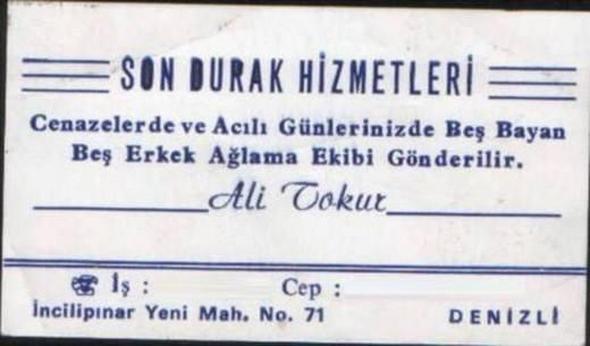 SON DURAK HİZMETLERİ
Cenazelerde ve Acılı Günlerinizde Beş Bayan
Beş Erkek Ağlama Ekibi Gönderilir.
Ali Tokur
☎ İş : Cep :
İncilipınar Yeni Mah. No. 71 DENİZLİ